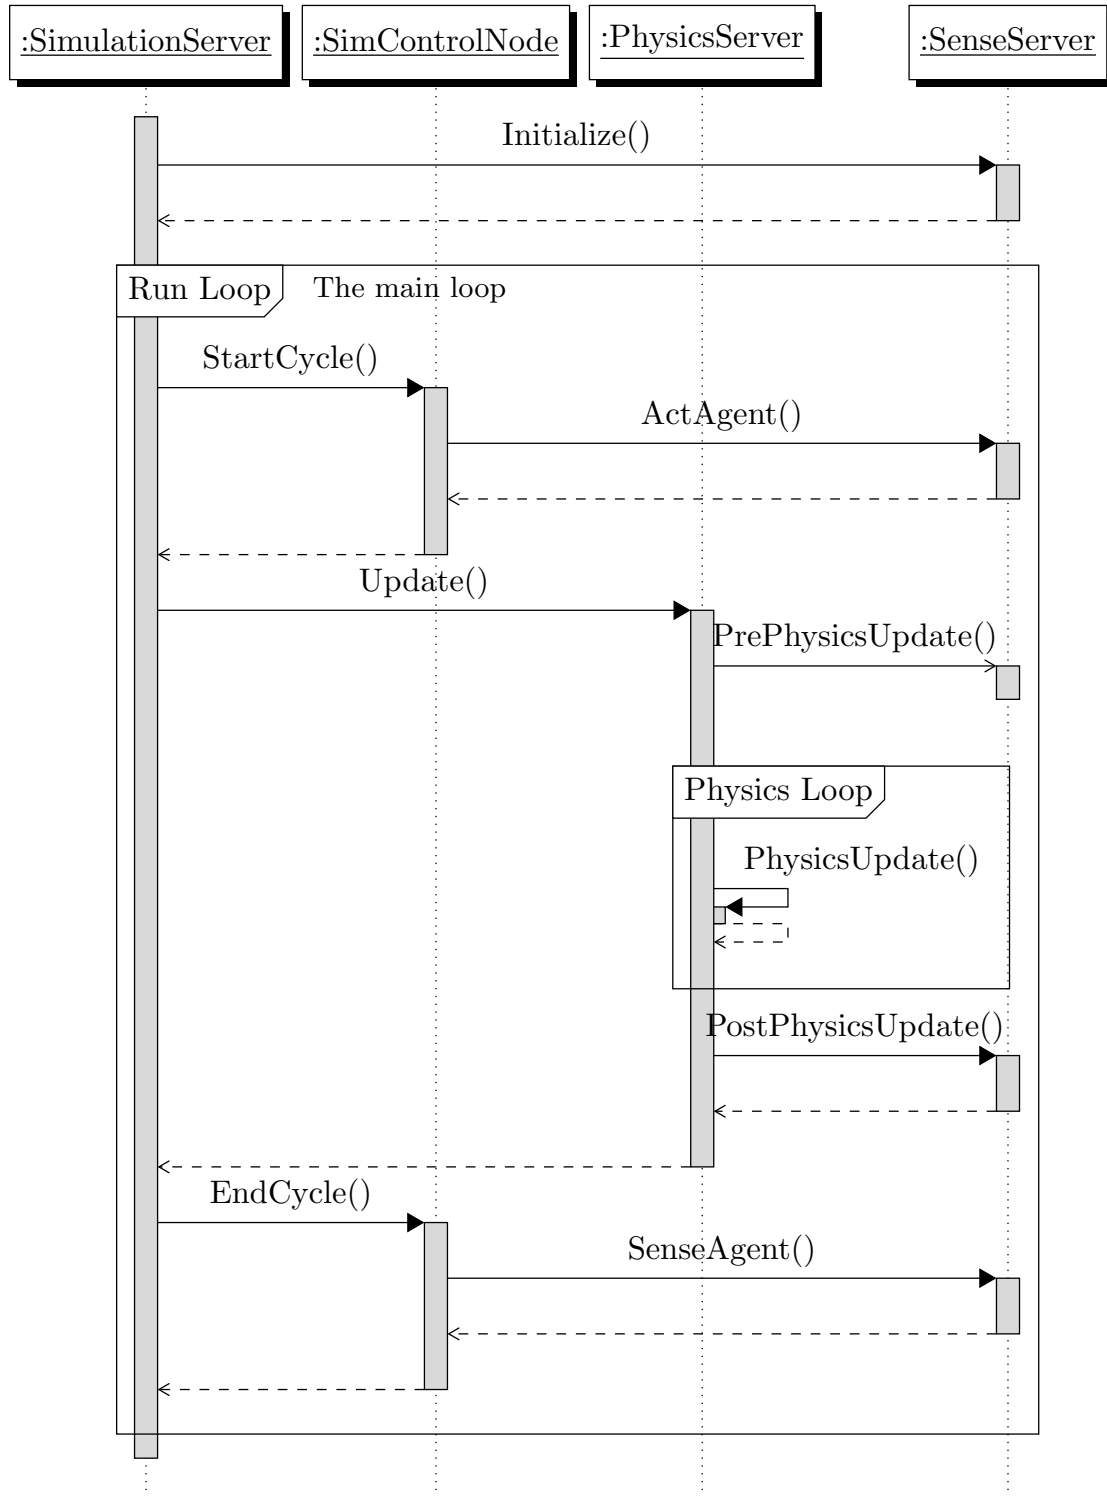 :SimulationServer
:SimControlNode
:PhysicsServer
:SenseServer
Initialize()
Run Loop
The main loop
StartCycle()
ActAgent()
Update()
PrePhysicsUpdate()
Physics Loop
PhysicsUpdate()
PostPhysicsUpdate()
EndCycle()
SenseAgent()